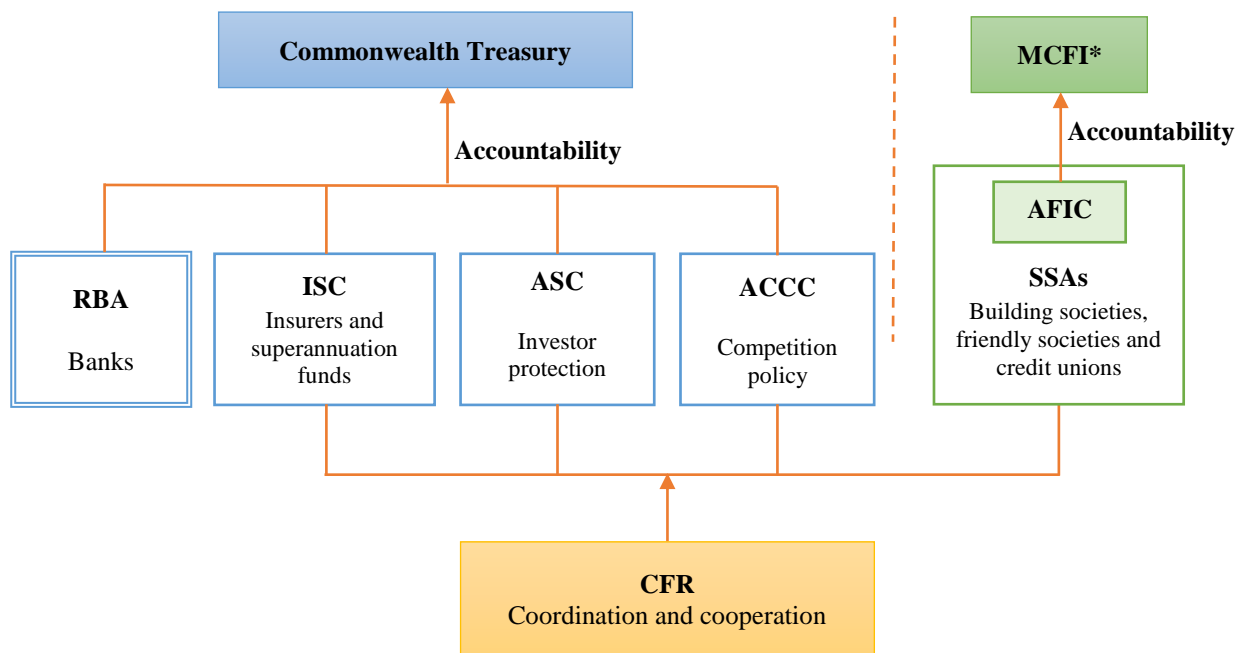 Commonwealth Treasury
MCFI*
Accountability
Accountability
RBA
Banks
ISC
Insurers and
superannuation
funds
ASC
Investor
protection
ACCC
Competition
policy
AFIC
SSAs
Building societies,
friendly societies and
credit unions
CFR
Coordination and cooperation